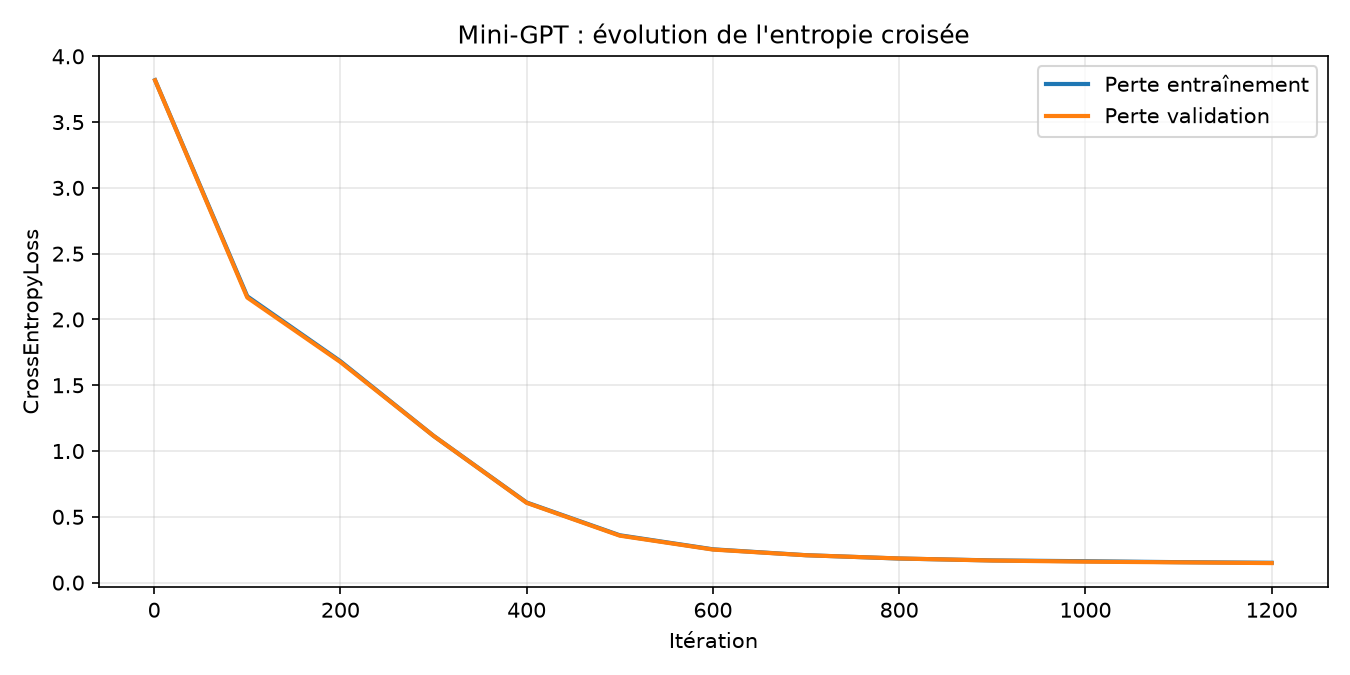 Mini-GPT : évolution de l'entropie croisée
4.0
3.5
3.0
2.5
2.0
1.5
1.0
0.5
0.0
CrossEntropyLoss
Perte entraînement
Perte validation
0 200 400 600 800 1000 1200
Itération